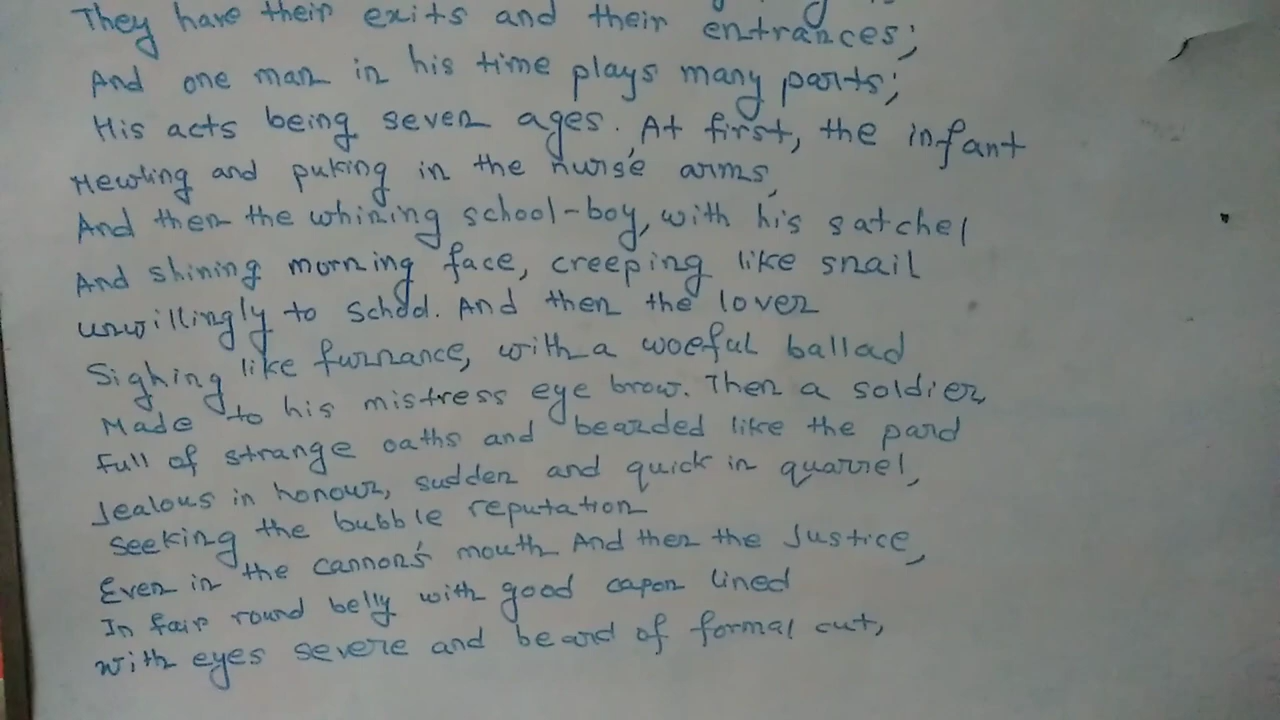 They have their exits and their entrances;
And one man in his time plays many parts;
His acts being seven ages. At first, the infant
Mewling and puking in the nurse's arms,
And then the whining school-boy, with his satchel
And shining morning face, creeping like snail
unwillingly to school. And then the lover
Sighing like furnance, with a woeful ballad
Made to his mistress eye brow. Then a soldier,
Full of strange oaths and bearded like the pard
Jealous in honour, sudden and quick in quarrel,
Seeking the bubble reputation
Even in the cannon's mouth And then the Justice,
In fair round belly with good capon lined
With eyes severe and beard of formal cut,